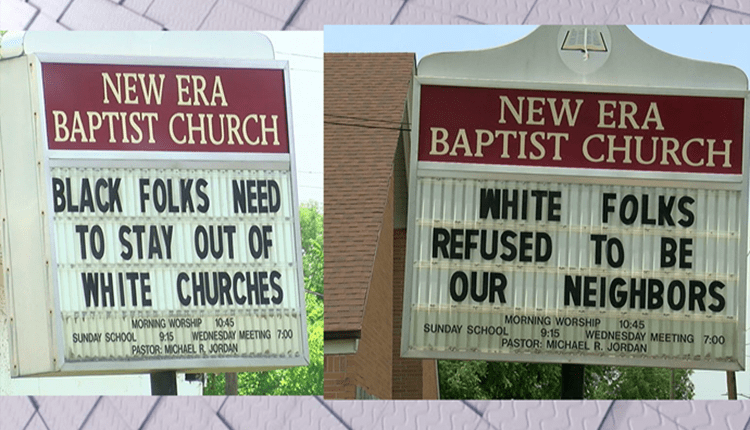 NEW ERA
BAPTIST CHURCH
BLACK FOLKS NEED
TO STAY OUT OF
WHITE CHURCHES
MORNING WORSHIP 10:45
SUNDAY SCHOOL 9:15 WEDNESDAY MEETING 7:00
PASTOR: MICHAEL R. JORDAN
NEW ERA
BAPTIST CHURCH
WHITE FOLKS
REFUSED TO BE
OUR NEIGHBORS
MORNING WORSHIP 10:45
SUNDAY SCHOOL 9:15 WEDNESDAY MEETING 7:00
PASTOR: MICHAEL R. JORDAN